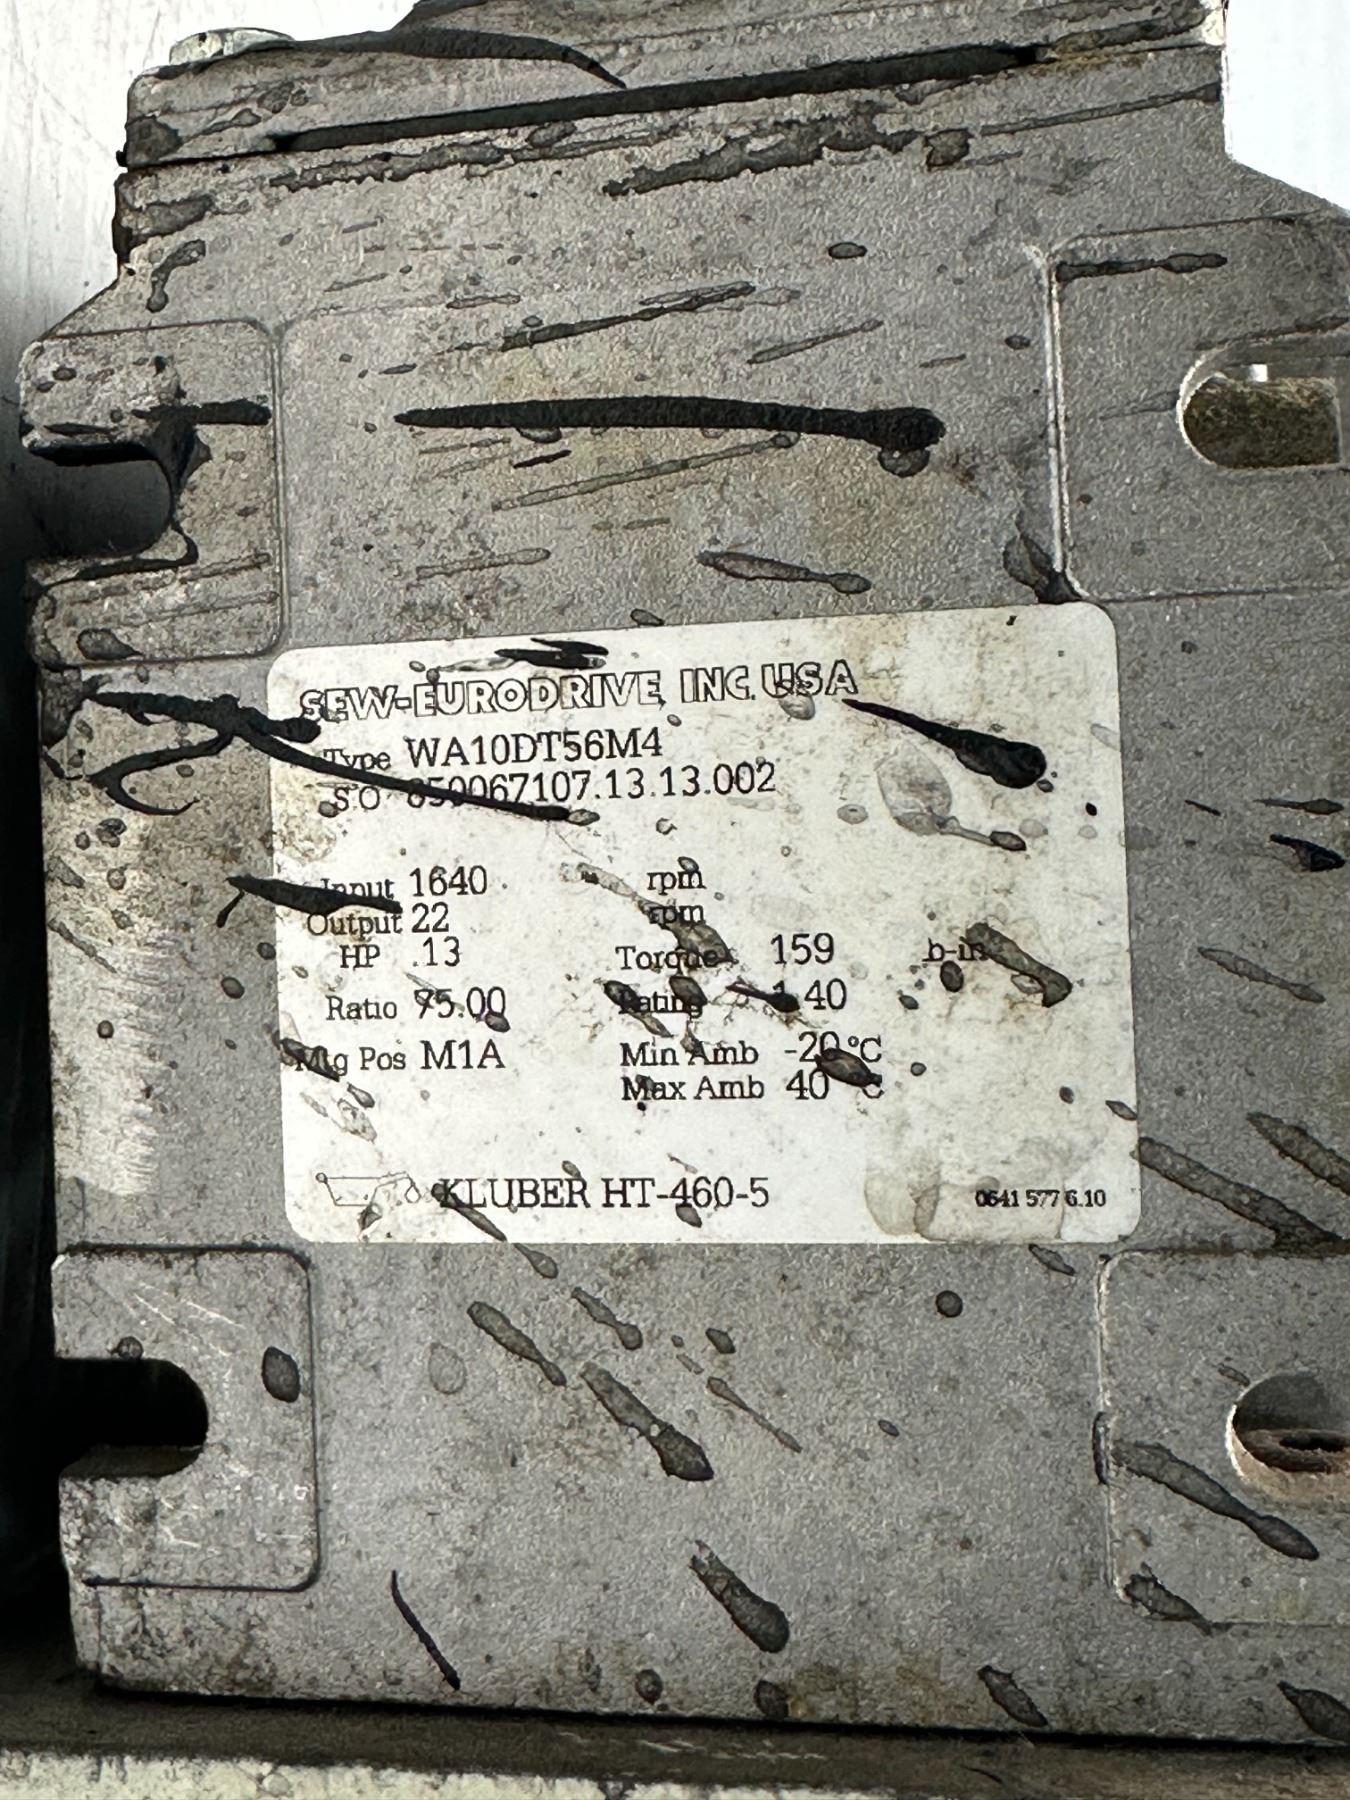 SEW-EURODRIVE, INC. USA
Type WA10DT56M4
S.O 850067107.13.13.002
Input 1640 rpm
Output 22 rpm
HP .13 Torque 159 lb-in
Ratio 75.00 Rating 1.40
Mtg Pos M1A Min Amb -20 °C
Max Amb 40 °C
KLUBER HT-460-5 0641 577 6.10